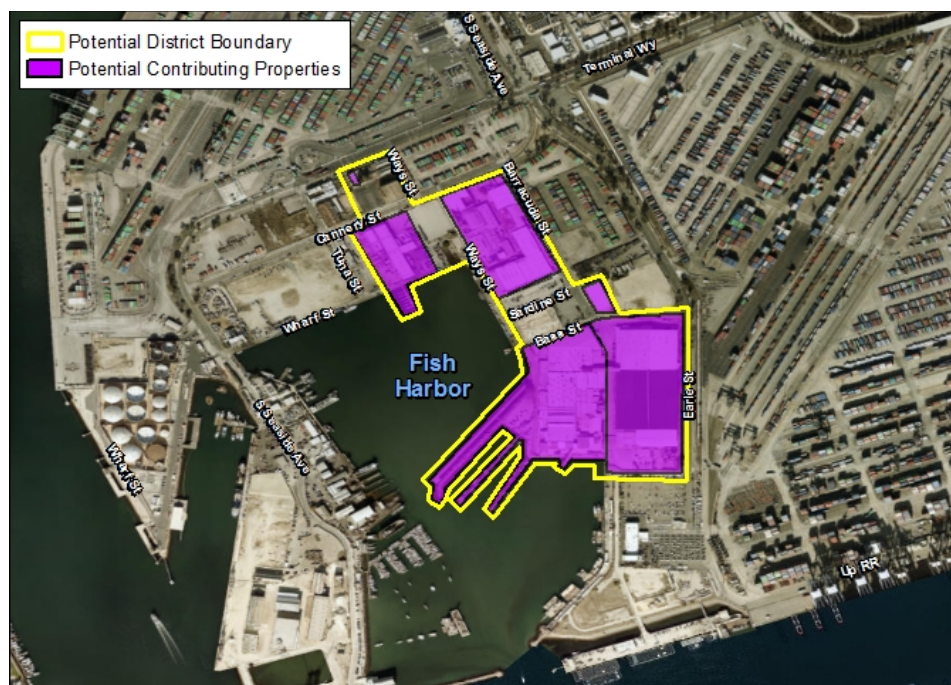 Potential District Boundary
Potential Contributing Properties
S Seaside Ave
Terminal Wy
Ways St
Barracuda St
Cannery St
Tuna St
Ways St
Sardine St
Wharf St
Bass St
Fish
Harbor
Earle St
S Seaside Ave
Wharf St
Up RR